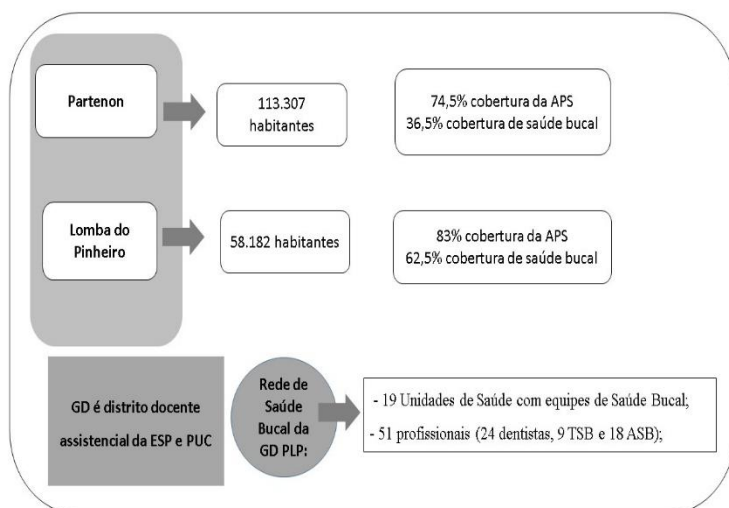 Partenon
113.307
habitantes
74,5% cobertura da APS
36,5% cobertura de saúde bucal
Lomba do
Pinheiro
58.182 habitantes
83% cobertura da APS
62,5% cobertura de saúde bucal
GD é distrito docente
assistencial da ESP e PUC
Rede de
Saúde
Bucal da
GD PLP:
- 19 Unidades de Saúde com equipes de Saúde Bucal;
- 51 profissionais (24 dentistas, 9 TSB e 18 ASB);